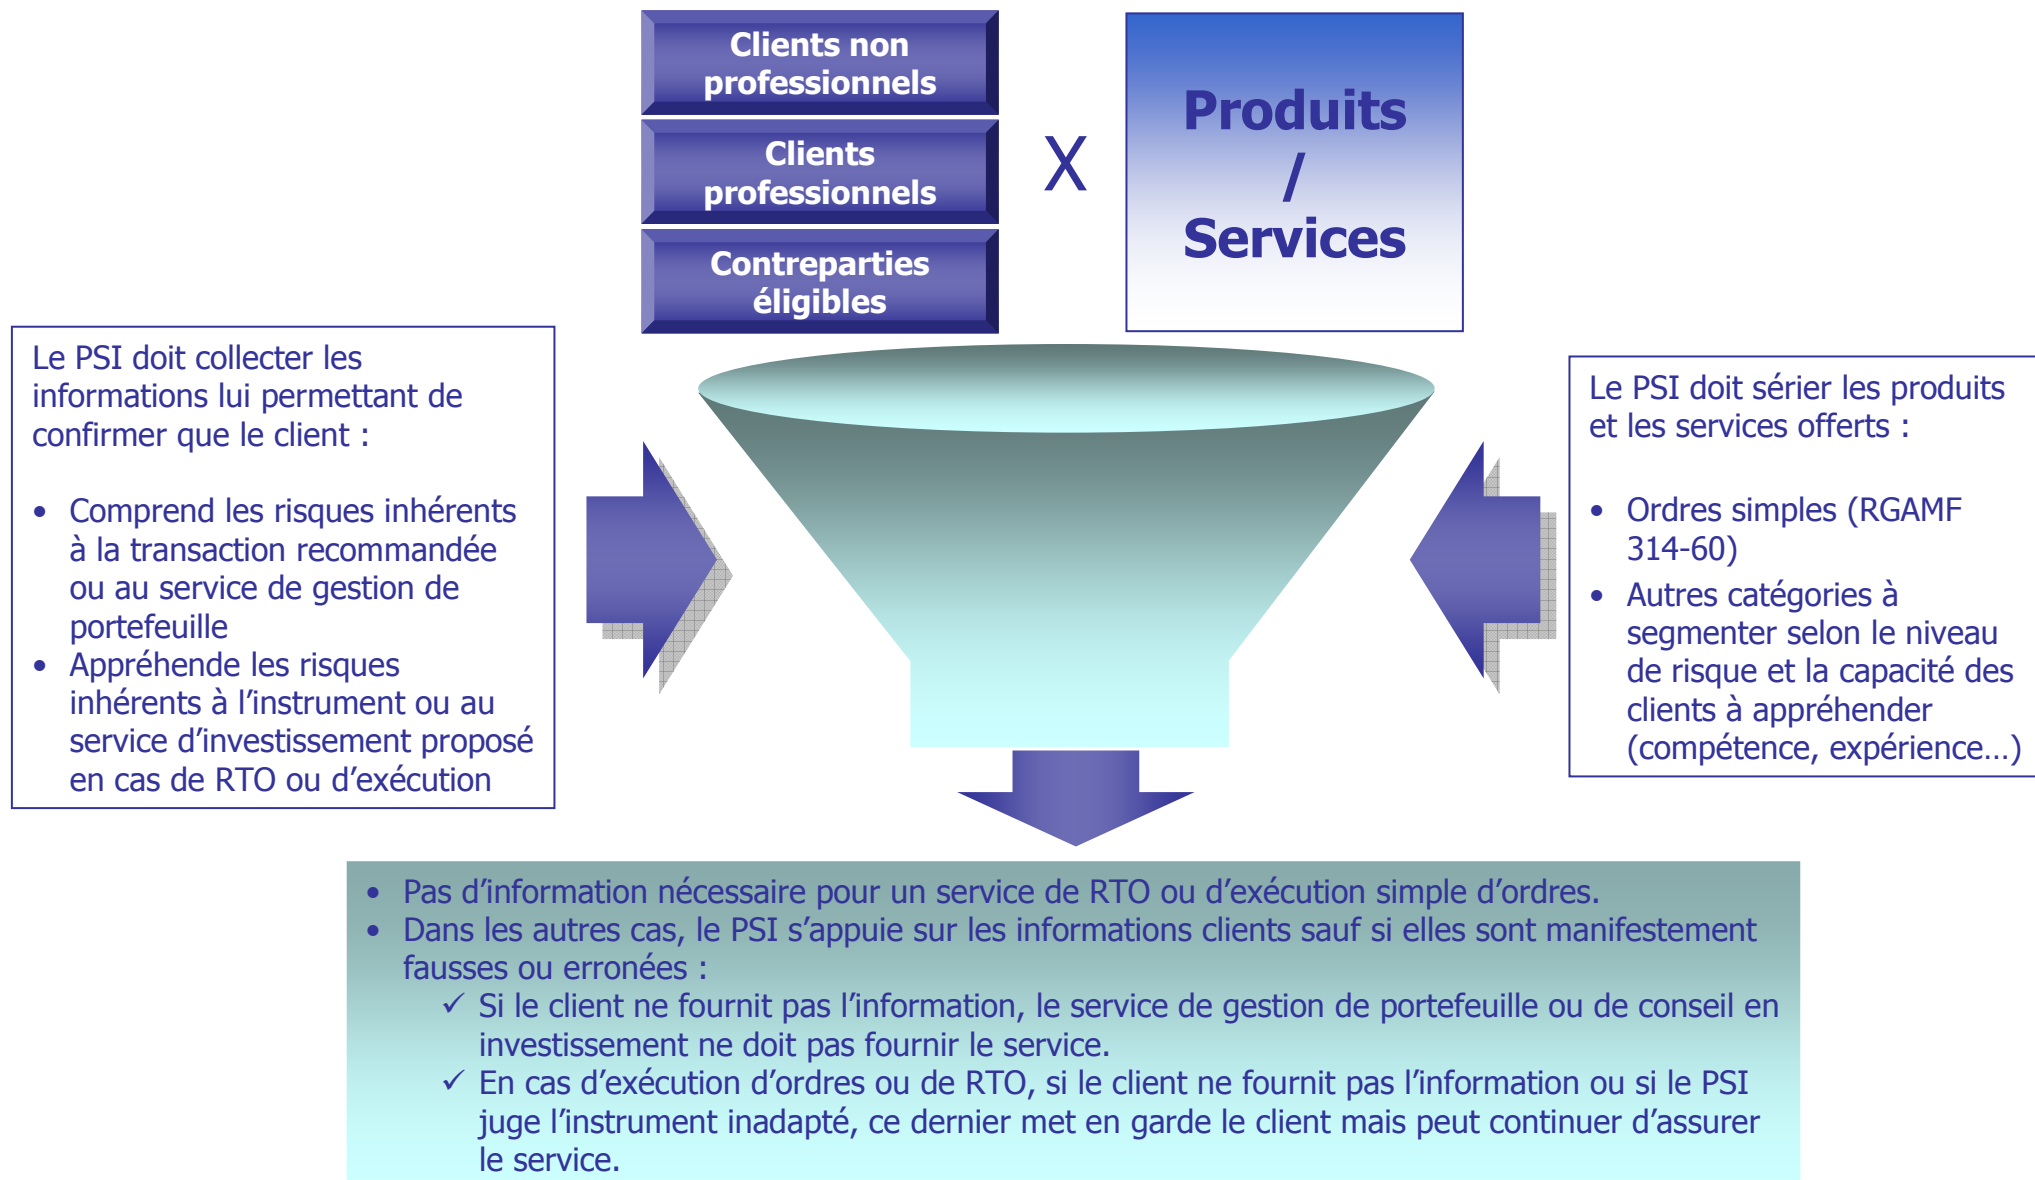 Clients non
professionnels
Clients
professionnels
Contreparties
éligibles
X
Produits
/
Services
Le PSI doit collecter les
informations lui permettant de
confirmer que le client :
• Comprend les risques inhérents
à la transaction recommandée
ou au service de gestion de
portefeuille
• Appréhende les risques
inhérents à l’instrument ou au
service d’investissement proposé
en cas de RTO ou d’exécution
Le PSI doit sérier les produits
et les services offerts :
• Ordres simples (RGAMF
314-60)
• Autres catégories à
segmenter selon le niveau
de risque et la capacité des
clients à appréhender
(compétence, expérience…)
• Pas d’information nécessaire pour un service de RTO ou d’exécution simple d’ordres.
• Dans les autres cas, le PSI s’appuie sur les informations clients sauf si elles sont manifestement
fausses ou erronées :
✓ Si le client ne fournit pas l’information, le service de gestion de portefeuille ou de conseil en
investissement ne doit pas fournir le service.
✓ En cas d’exécution d’ordres ou de RTO, si le client ne fournit pas l’information ou si le PSI
juge l’instrument inadapté, ce dernier met en garde le client mais peut continuer d’assurer
le service.